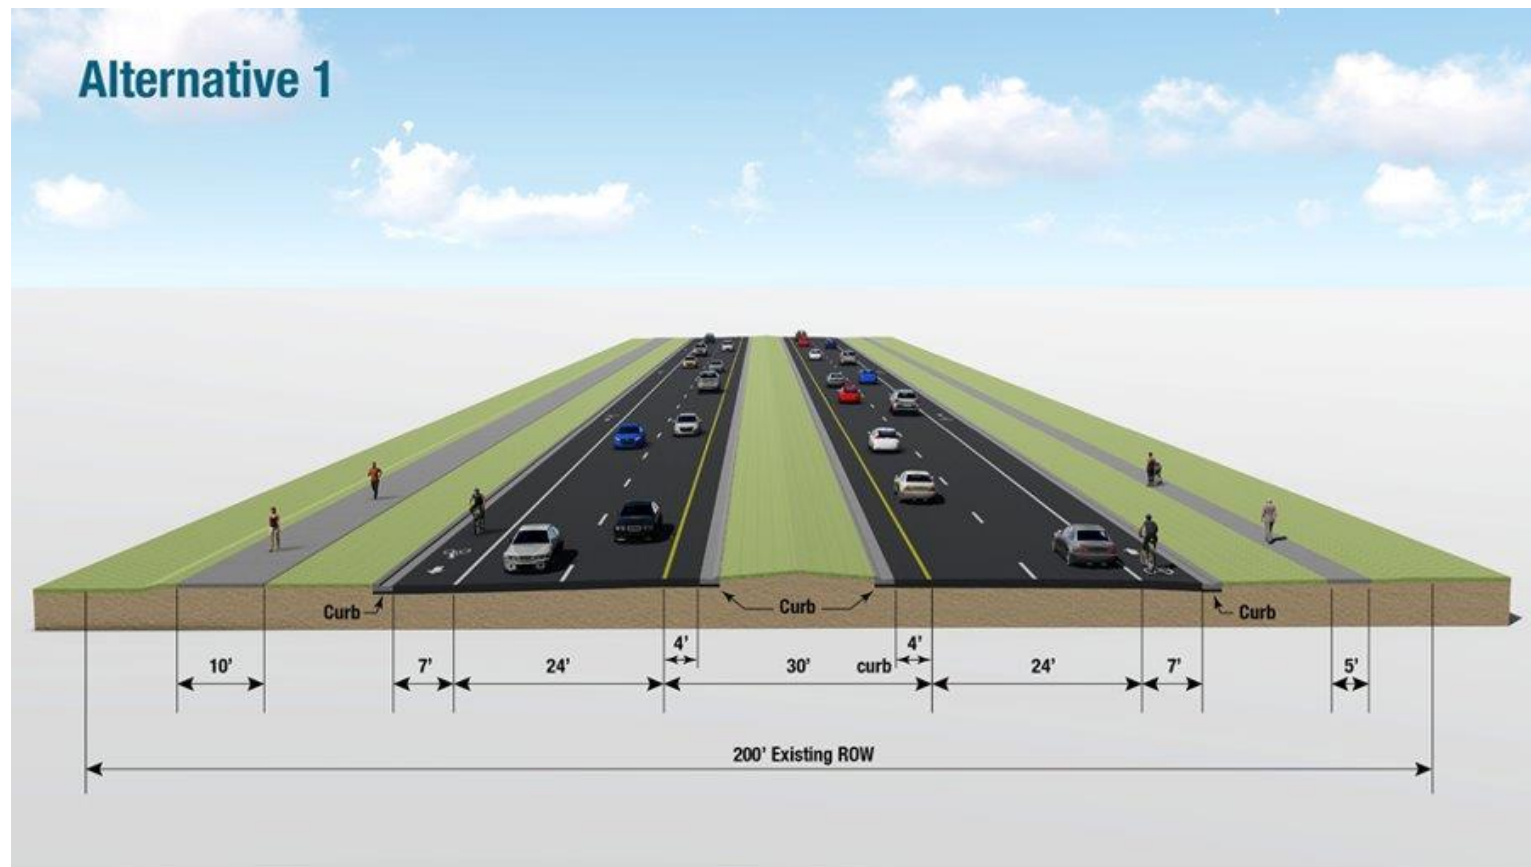 Alternative 1
Curb
Curb
Curb
4'
4'
10'
7'
24'
30'
curb
24'
7'
5'
200' Existing ROW